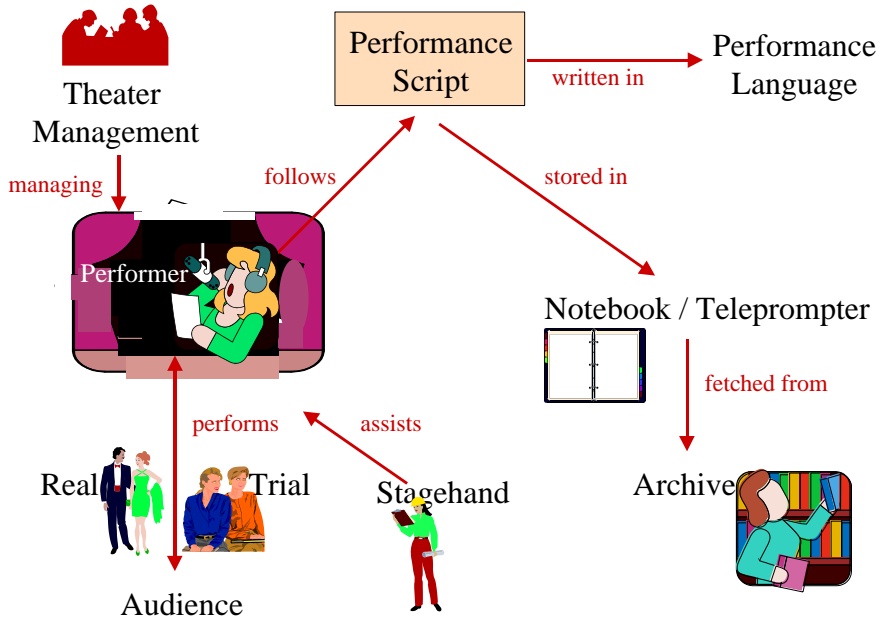 Performance
Script
written in
Performance
Language
Theater
Management
managing
follows
stored in
Performer
Notebook / Teleprompter
fetched from
performs
assists
Real
Trial
Stagehand
Archive
Audience